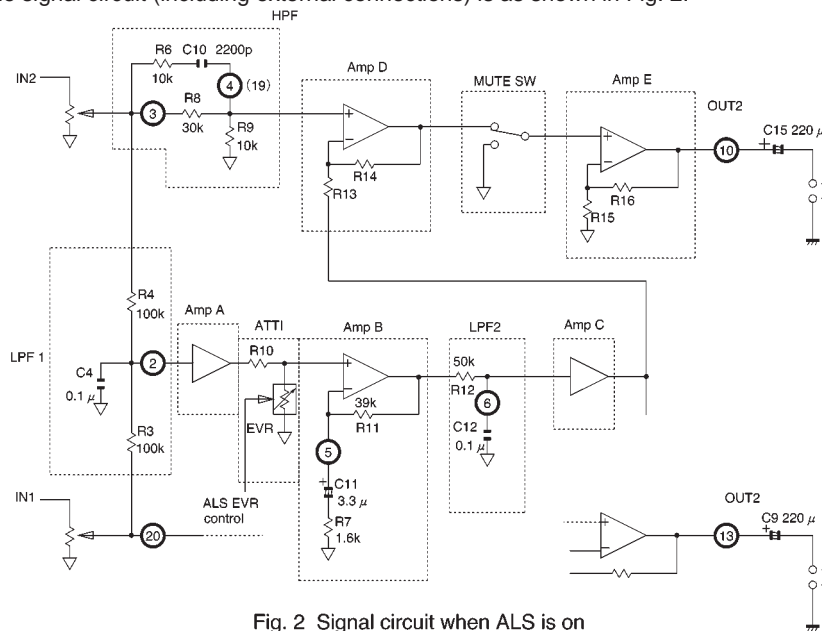 signal circuit (including external connections) is as shown in Fig. 2.
HPF
R6
10k
C10 2200p
IN2
3
R8
30k
4 (19)
R9
10k
Amp D
+
−
R14
R13
MUTE SW
Amp E
+
−
R16
R15
OUT2
10
+ C15 220 μ
LPF 1
R4
100k
C4
0.1 μ
2
R3
100k
Amp A
ATTI
R10
EVR
ALS EVR
control
Amp B
+
−
39k
R11
5
+ C11
3.3 μ
R7
1.6k
LPF2
50k
R12
6
C12
0.1 μ
Amp C
IN1
20
+
−
OUT2
13
+ C9 220 μ
Fig. 2 Signal circuit when ALS is on